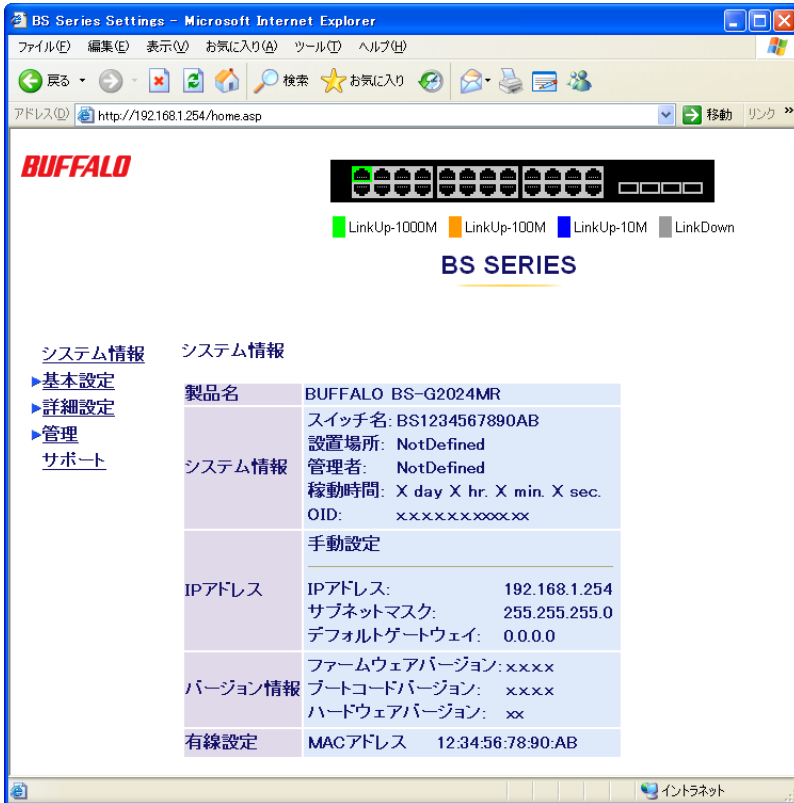 BS Series Settings - Microsoft Internet Explorer
ファイル(F) 編集(E) 表示(V) お気に入り(A) ツール(T) ヘルプ(H)
戻る 検索 お気に入り
アドレス(D) http://192.168.1.254/home.asp 移動 リンク »
BUFFALO
LinkUp-1000M LinkUp-100M LinkUp-10M LinkDown
BS SERIES
システム情報
基本設定
詳細設定
管理
サポート
システム情報
製品名 BUFFALO BS-G2024MR
システム情報
スイッチ名: BS1234567890AB
設置場所: NotDefined
管理者: NotDefined
稼動時間: X day X hr. X min. X sec.
OID: xxxxxxxxxxxx
IPアドレス
手動設定
IPアドレス: 192.168.1.254
サブネットマスク: 255.255.255.0
デフォルトゲートウェイ: 0.0.0.0
バージョン情報
ファームウェアバージョン: xxxx
ブートコードバージョン: xxxx
ハードウェアバージョン: xx
有線設定 MACアドレス 12:34:56:78:90:AB
イントラネット